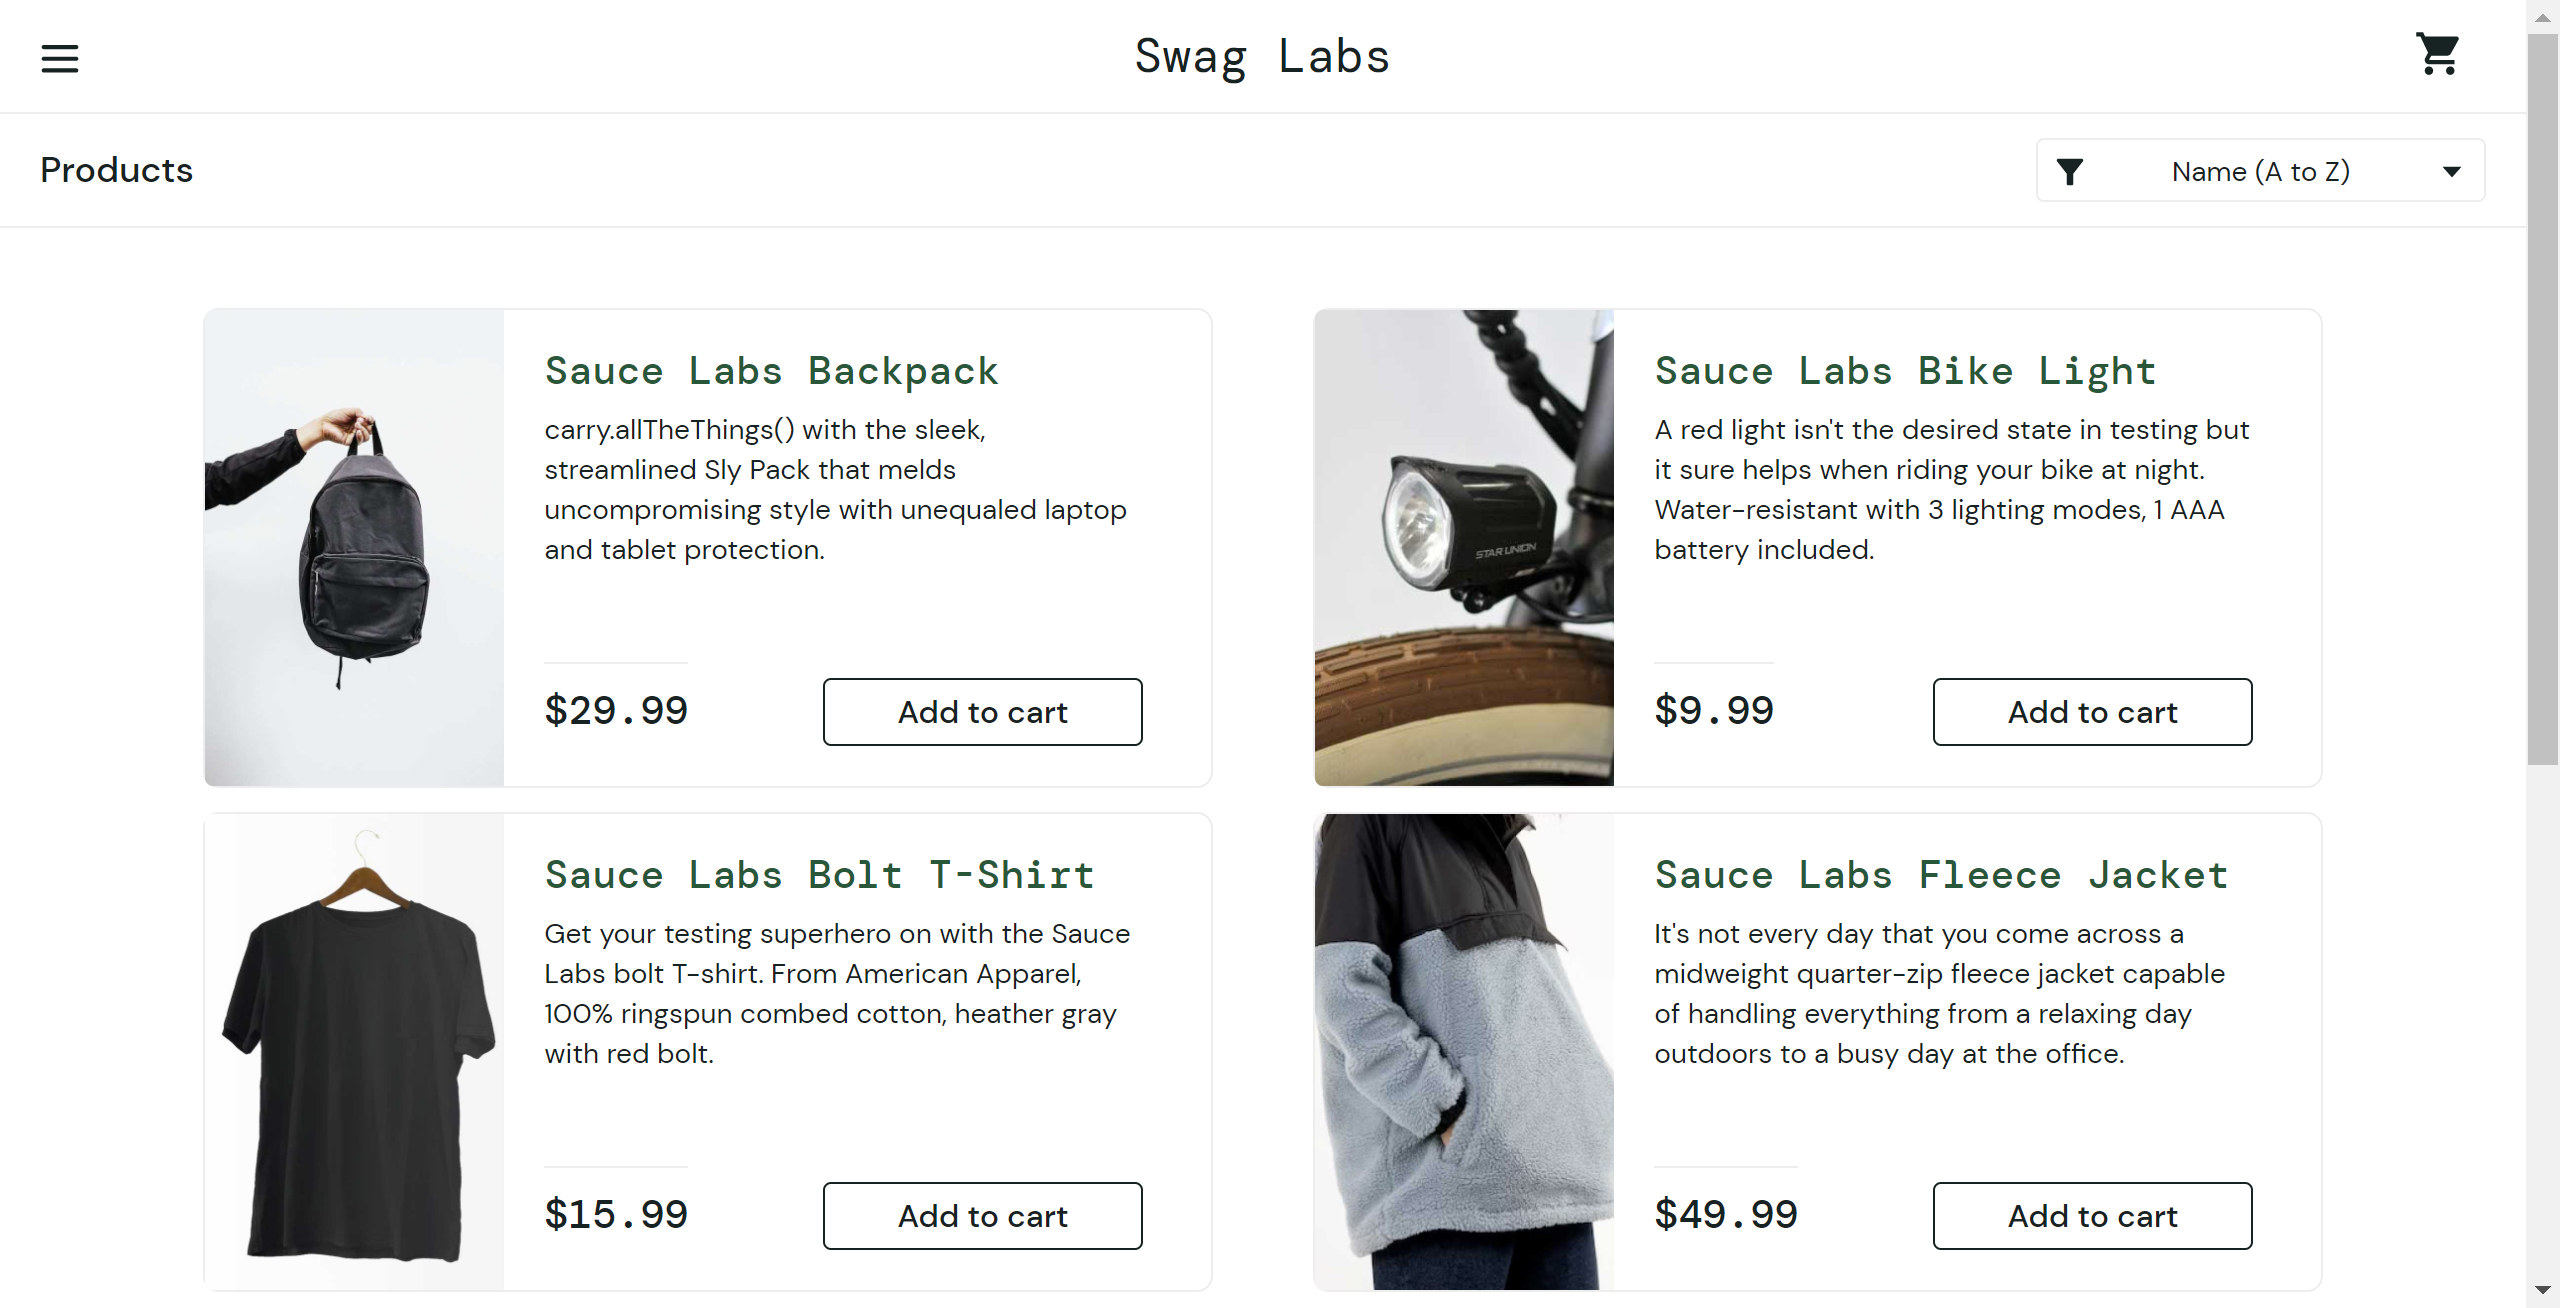 Swag Labs
Products
Name (A to Z)
Sauce Labs Backpack
carry.allTheThings() with the sleek,
streamlined Sly Pack that melds
uncompromising style with unequaled laptop
and tablet protection.
$29.99
Add to cart
STAR UNION
Sauce Labs Bike Light
A red light isn't the desired state in testing but
it sure helps when riding your bike at night.
Water-resistant with 3 lighting modes, 1 AAA
battery included.
$9.99
Add to cart
Sauce Labs Bolt T-Shirt
Get your testing superhero on with the Sauce
Labs bolt T-shirt. From American Apparel,
100% ringspun combed cotton, heather gray
with red bolt.
$15.99
Add to cart
Sauce Labs Fleece Jacket
It's not every day that you come across a
midweight quarter-zip fleece jacket capable
of handling everything from a relaxing day
outdoors to a busy day at the office.
$49.99
Add to cart